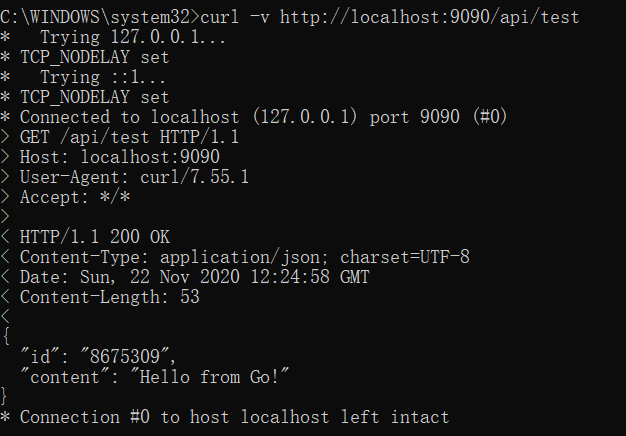 C:\WINDOWS\system32>curl -v http://localhost:9090/api/test
*   Trying 127.0.0.1...
* TCP_NODELAY set
*   Trying ::1...
* TCP_NODELAY set
* Connected to localhost (127.0.0.1) port 9090 (#0)
> GET /api/test HTTP/1.1
> Host: localhost:9090
> User-Agent: curl/7.55.1
> Accept: */*
>
< HTTP/1.1 200 OK
< Content-Type: application/json; charset=UTF-8
< Date: Sun, 22 Nov 2020 12:24:58 GMT
< Content-Length: 53
<
{
  "id": "8675309",
  "content": "Hello from Go!"
}
* Connection #0 to host localhost left intact